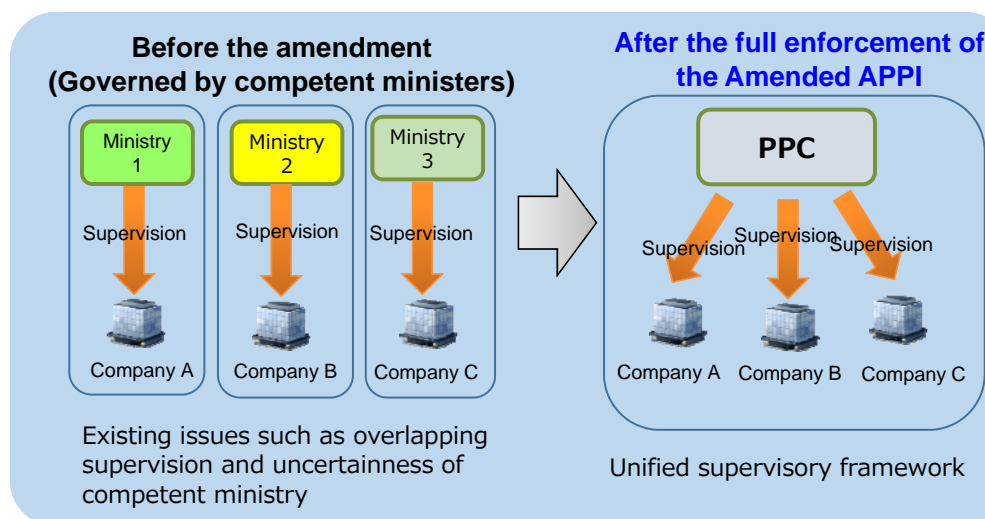 Before the amendment
(Governed by competent ministers)
Ministry
1
Ministry
2
Ministry
3
Supervision
Supervision
Supervision
Company A
Company B
Company C
Existing issues such as overlapping
supervision and uncertainness of
competent ministry
After the full enforcement of
the Amended APPI
PPC
Supervision
Supervision
Supervision
Company A
Company B
Company C
Unified supervisory framework